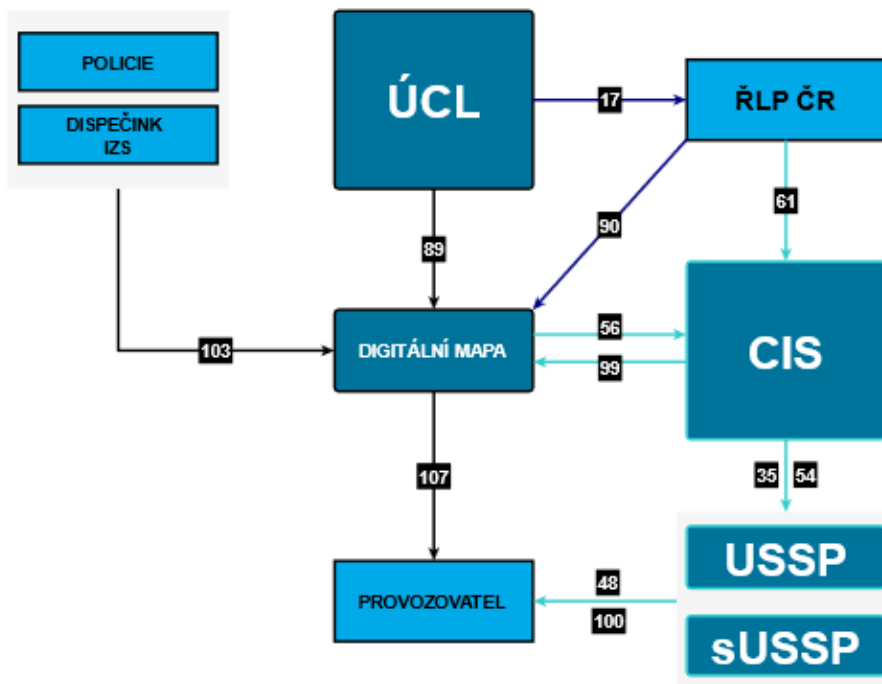 POLICIE
DISPEČINK
IZS
ÚCL
17
ŘLP ČR
61
90
89
103
DIGITÁLNÍ MAPA
56
99
CIS
107
35
54
USSP
48
100
PROVOZOVATEL
sUSSP